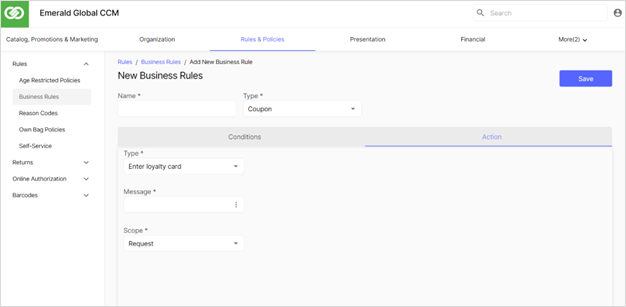 Emerald Global CCM
Search
Catalog, Promotions & Marketing Organization Rules & Policies Presentation Financial More(2)
Rules
Age Restricted Policies
Business Rules
Reason Codes
Own Bag Policies
Self-Service
Returns
Online Authorization
Barcodes
Rules / Business Rules / Add New Business Rule
New Business Rules
Save
Name * Type *
Coupon
Conditions Action
Type *
Enter loyalty card
Message *
Scope *
Request